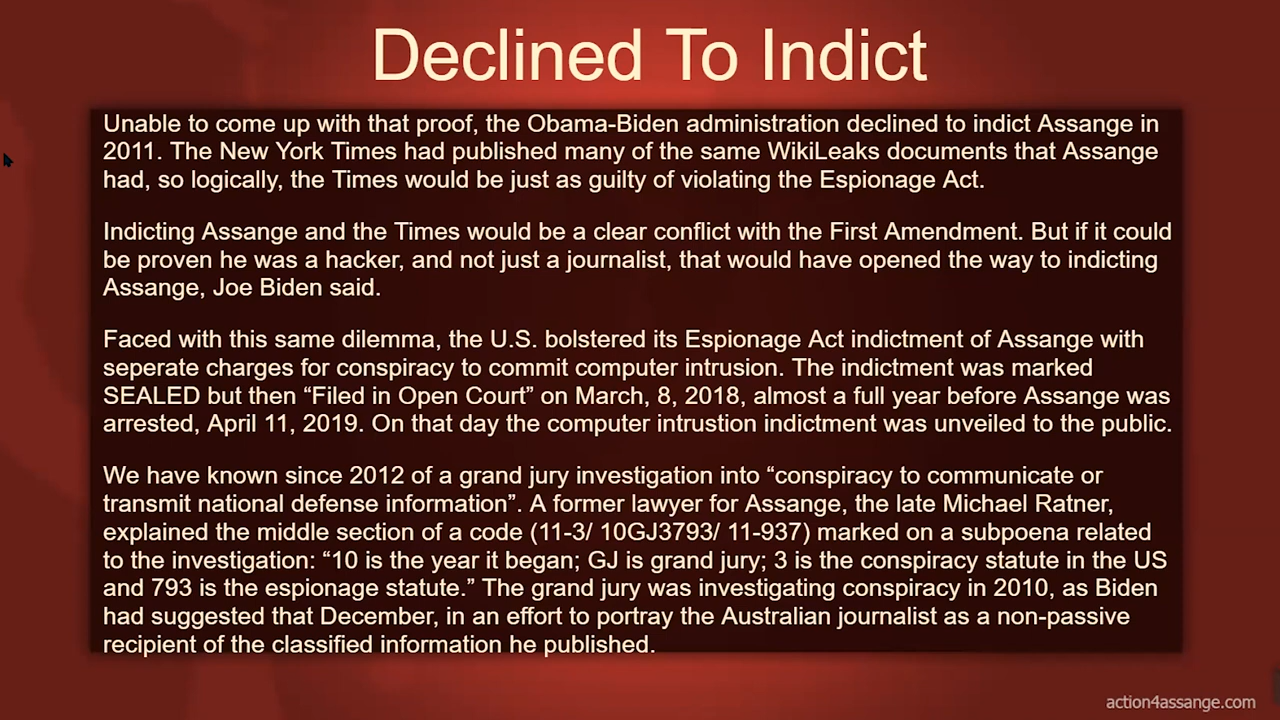 Declined To Indict
Unable to come up with that proof, the Obama-Biden administration declined to indict Assange in
2011. The New York Times had published many of the same WikiLeaks documents that Assange
had, so logically, the Times would be just as guilty of violating the Espionage Act.
Indicting Assange and the Times would be a clear conflict with the First Amendment. But if it could
be proven he was a hacker, and not just a journalist, that would have opened the way to indicting
Assange, Joe Biden said.
Faced with this same dilemma, the U.S. bolstered its Espionage Act indictment of Assange with
seperate charges for conspiracy to commit computer intrusion. The indictment was marked
SEALED but then “Filed in Open Court” on March, 8, 2018, almost a full year before Assange was
arrested, April 11, 2019. On that day the computer intrustion indictment was unveiled to the public.
We have known since 2012 of a grand jury investigation into “conspiracy to communicate or
transmit national defense information”. A former lawyer for Assange, the late Michael Ratner,
explained the middle section of a code (11-3/ 10GJ3793/ 11-937) marked on a subpoena related
to the investigation: “10 is the year it began; GJ is grand jury; 3 is the conspiracy statute in the US
and 793 is the espionage statute.” The grand jury was investigating conspiracy in 2010, as Biden
had suggested that December, in an effort to portray the Australian journalist as a non-passive
recipient of the classified information he published.
action4assange.com